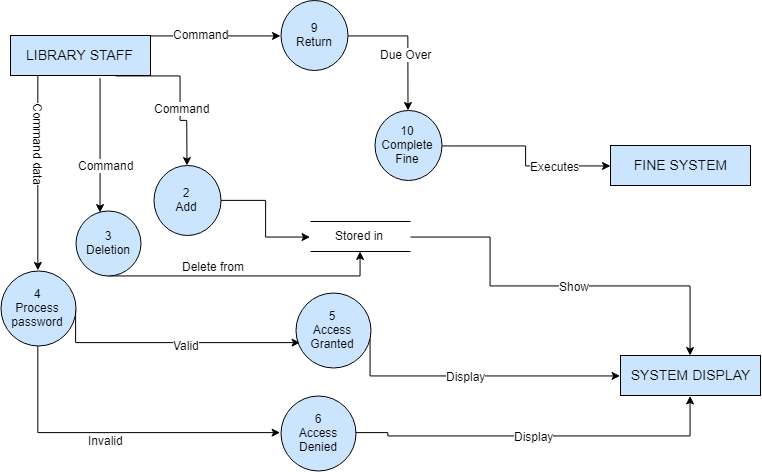 9
Return
Command
LIBRARY STAFF
Due Over
Command
Command data
10
Complete
Fine
Command
Executes
FINE SYSTEM
2
Add
3
Deletion
Stored in
Delete from
Show
4
Process
password
5
Access
Granted
Valid
Display
SYSTEM DISPLAY
6
Access
Denied
Invalid
Display